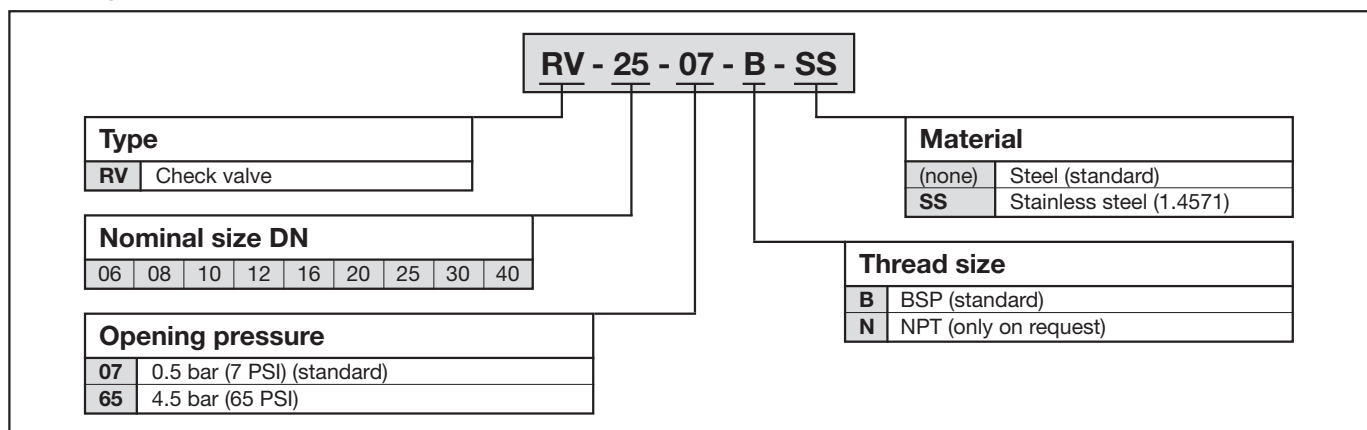 RV - 25 - 07 - B - SS
Type
RV Check valve
Nominal size DN
06 08 10 12 16 20 25 30 40
Opening pressure
07 0.5 bar (7 PSI) (standard)
65 4.5 bar (65 PSI)
Material
(none) Steel (standard)
SS Stainless steel (1.4571)
Thread size
B BSP (standard)
N NPT (only on request)